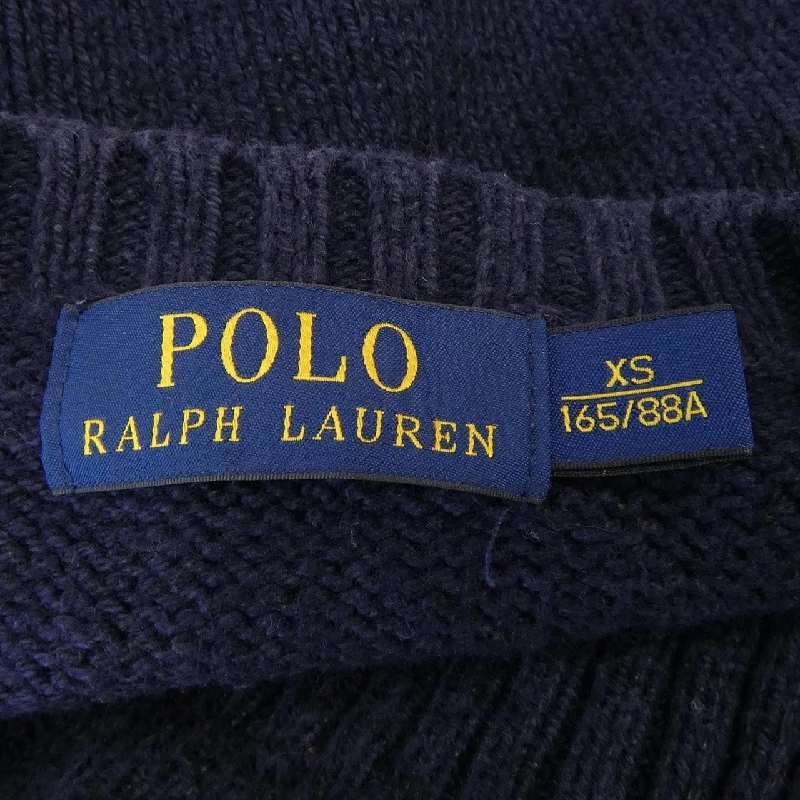 POLO
RALPH LAUREN
XS
165/88A